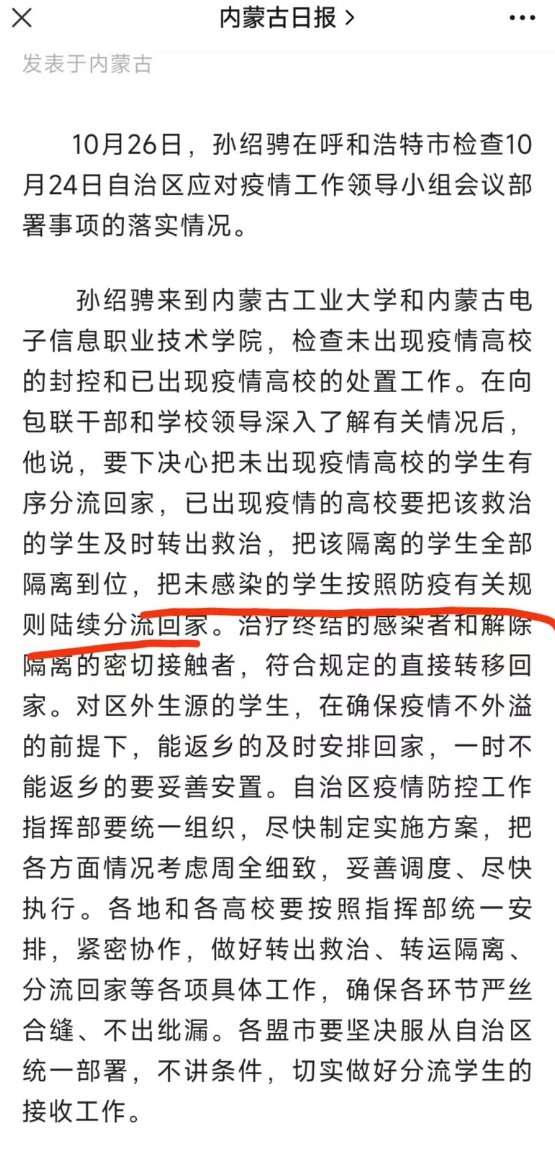 内蒙古日报
发表于内蒙古
10月26日，孙绍骋在呼和浩特市检查10
月24日自治区应对疫情工作领导小组会议部
署事项的落实情况。
孙绍骋来到内蒙古工业大学和内蒙古电
子信息职业技术学院，检查未出现疫情高校
的封控和已出现疫情高校的处置工作。在向
包联干部和学校领导深入了解有关情况后，
他说，要下决心把未出现疫情高校的学生有
序分流回家，已出现疫情的高校要把该救治
的学生及时转出救治，把该隔离的学生全部
隔离到位，把未感染的学生按照防疫有关规
则陆续分流回家。治疗终结的感染者和解除
隔离的密切接触者，符合规定的直接转移回
家。对区外生源的学生，在确保疫情不外溢
的前提下，能返乡的及时安排回家，一时不
能返乡的要妥善安置。自治区疫情防控工作
指挥部要统一组织，尽快制定实施方案，把
各方面情况考虑周全细致，妥善调度、尽快
执行。各地和各高校要按照指挥部统一安
排，紧密协作，做好转出救治、转运隔离、
分流回家等各项具体工作，确保各环节严丝
合缝、不出纰漏。各盟市要坚决服从自治区
统一部署，不讲条件，切实做好分流学生的
接收工作。